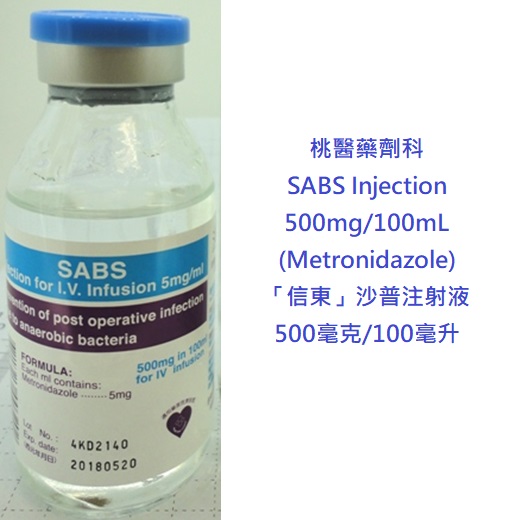 SABS
ction for I.V. Infusion 5mg/ml
ention of post operative infection
to anaerobic bacteria
FORMULA:
Each ml contains:
Metronidazole ........ 5mg
500mg in 100ml
for IV infusion
Lot No.: 4KD2140
Exp. date: 20180520
桃醫藥劑科
SABS Injection
500mg/100mL
(Metronidazole)
「信東」沙普注射液
500毫克/100毫升